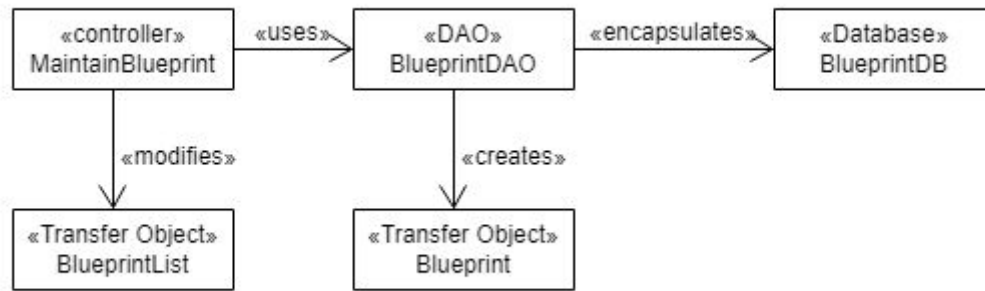 «controller»
MaintainBlueprint
«uses»
«DAO»
BlueprintDAO
«encapsulates»
«Database»
BlueprintDB
«modifies»
«creates»
«Transfer Object»
BlueprintList
«Transfer Object»
Blueprint